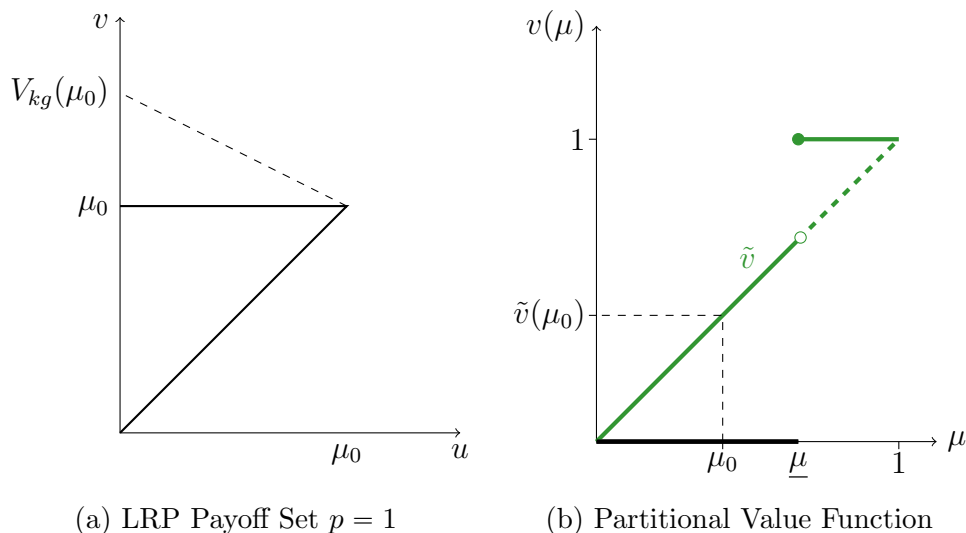 v
V_{kg}(μ_0)
μ_0
μ_0
u
(a) LRP Payoff Set p = 1
v(μ)
1
ṽ
ṽ(μ_0)
μ_0
μ̲
1
μ
(b) Partitional Value Function